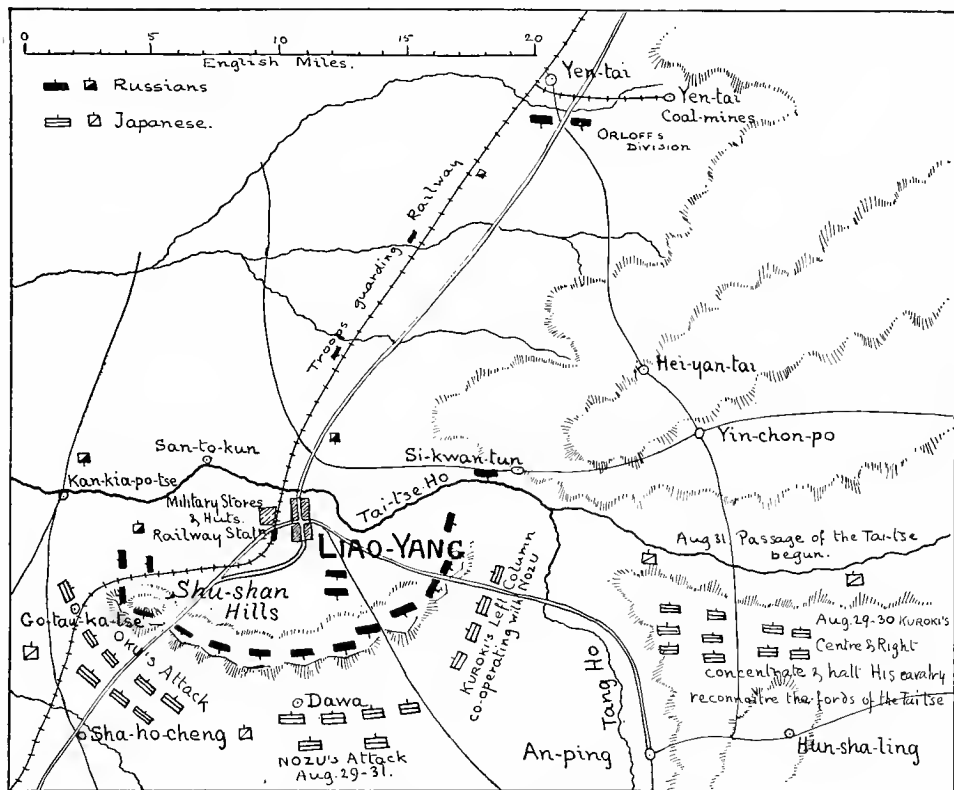 0 5 10 15 20
English Miles.
Russians
Japanese.
Yen-tai
Yen-tai
Coal-mines
ORLOFF'S
DIVISION
Troops guarding Railway
Hei-yan-tai
Yin-chon-po
San-to-kun
Si-kwan-tun
Kan-kia-po-tse
Military Stores
& Huts.
Railway Statn
Tai-tse-Ho
LIAO-YANG
Aug 31 Passage of the Tai-tse
begun.
Shu-shan
Hills
Go-tau-ka-tse
OKU'S Attack
KUROKI'S Left Column
co-operating with NOZU
Aug. 29-30 KUROKI'S
Centre & Right
concentrate & halt His cavalry
reconnoitre the fords of the Tai tse
Dawa
Sha-ho-cheng
NOZU'S Attack
Aug. 29-31.
Tang Ho
An-ping
Hun-sha-ling